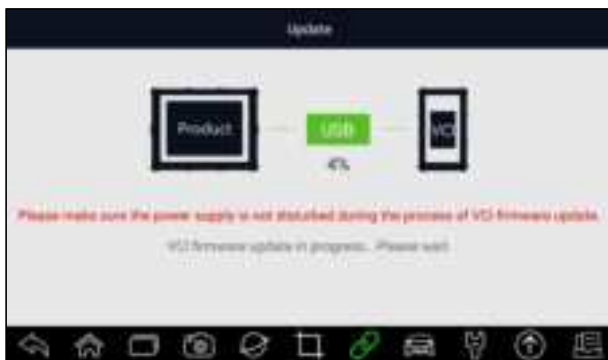 Update
Product
USB
VCI
4%
Please make sure the power supply is not disturbed during the process of VCI firmware update.
VCI firmware update in progress... Please wait